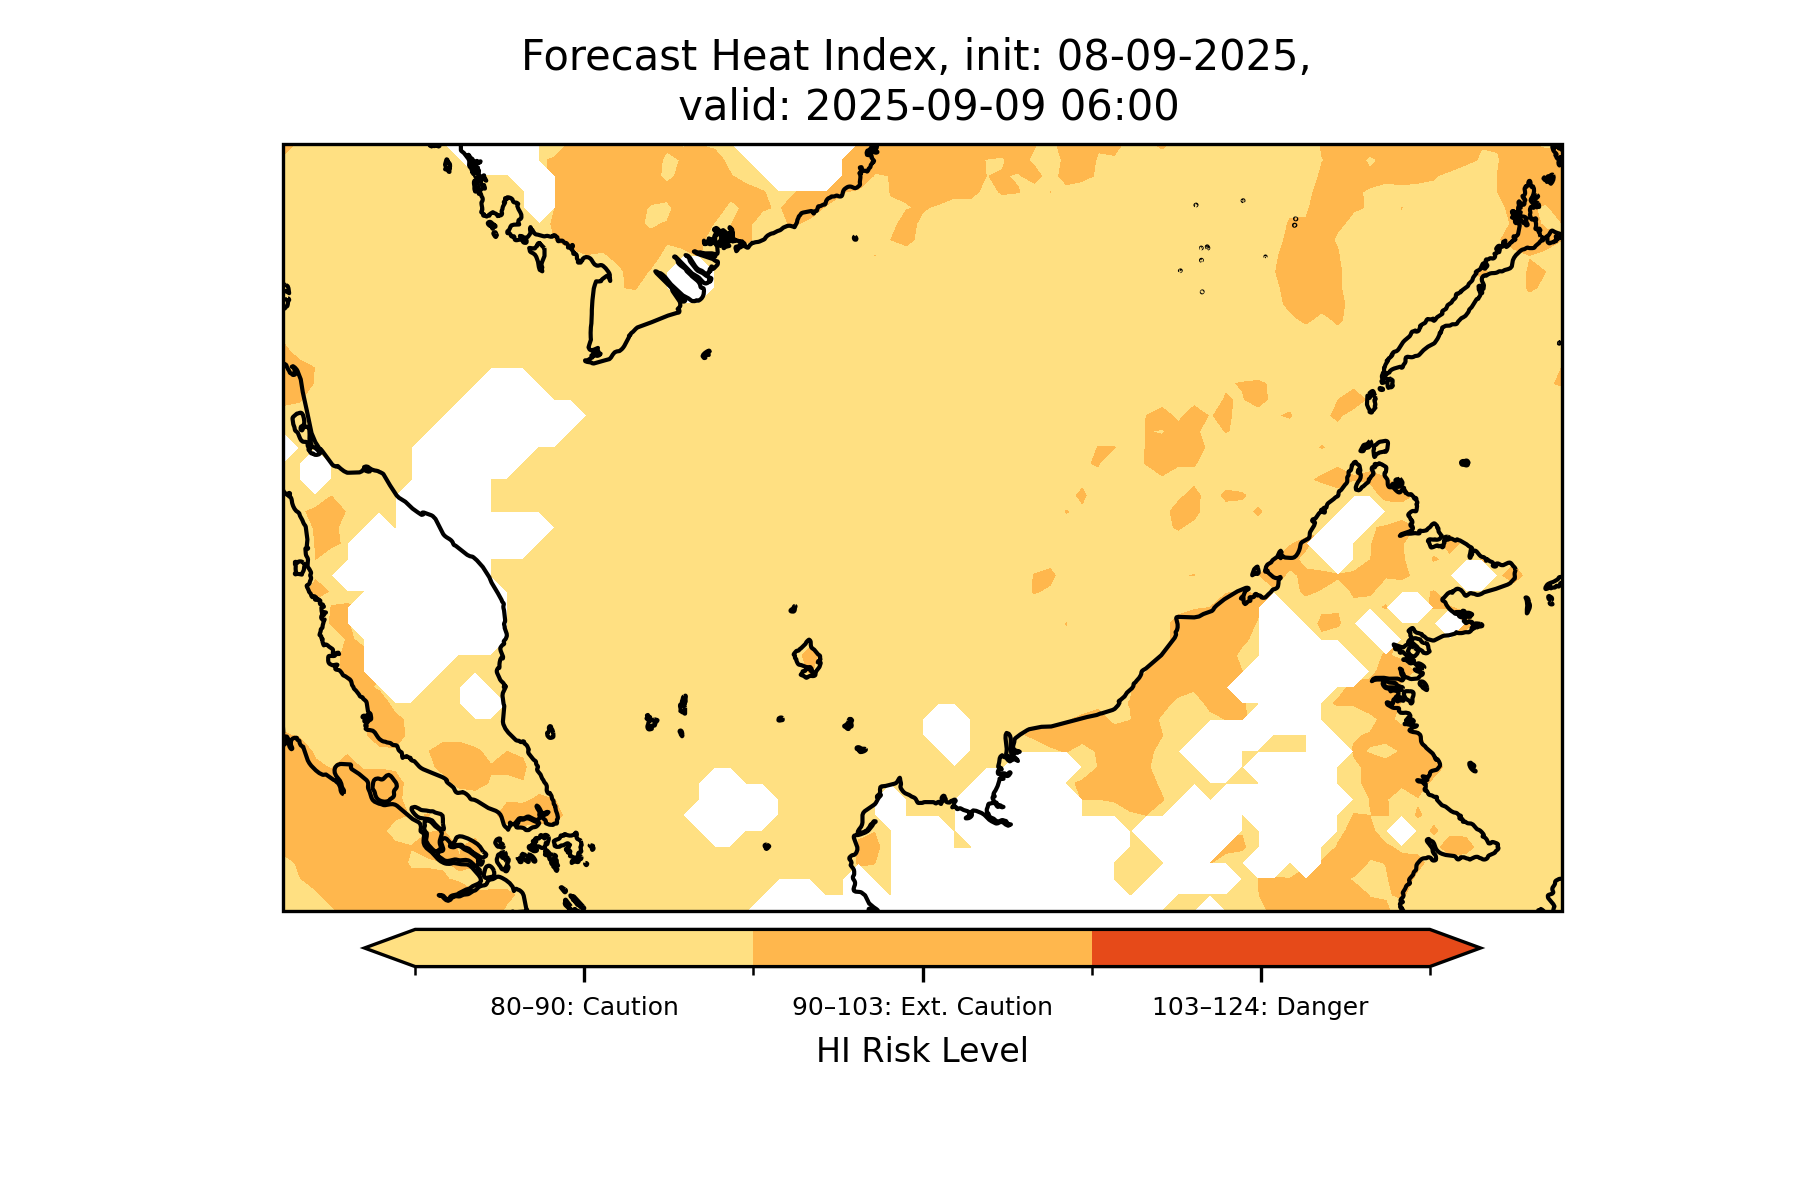 Forecast Heat Index, init: 08-09-2025,
valid: 2025-09-09 06:00
80–90: Caution
90–103: Ext. Caution
103–124: Danger
HI Risk Level